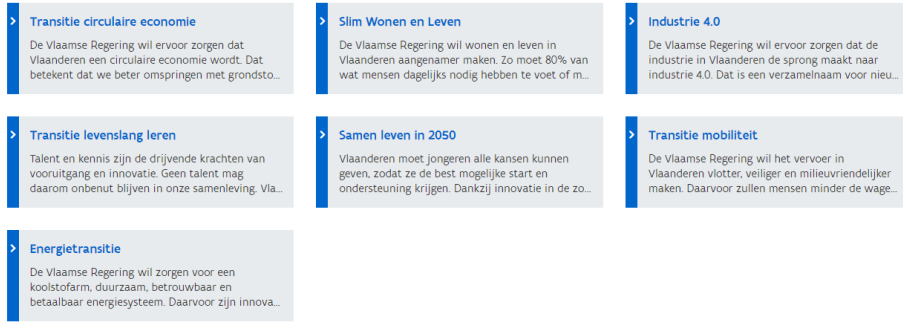 Transitie circulaire economie
De Vlaamse Regering wil ervoor zorgen dat
Vlaanderen een circulaire economie wordt. Dat
betekent dat we beter omspringen met grondsto...
Slim Wonen en Leven
De Vlaamse Regering wil wonen en leven in
Vlaanderen aangenamer maken. Zo moet 80% van
wat mensen dagelijks nodig hebben te voet of m...
Industrie 4.0
De Vlaamse Regering wil ervoor zorgen dat de
industrie in Vlaanderen de sprong maakt naar
industrie 4.0. Dat is een verzamelnaam voor nieu...
Transitie levenslang leren
Talent en kennis zijn de drijvende krachten van
vooruitgang en innovatie. Geen talent mag
daarom onbenut blijven in onze samenleving. Vla...
Samen leven in 2050
Vlaanderen moet jongeren alle kansen kunnen
geven, zodat ze de best mogelijke start en
ondersteuning krijgen. Dankzij innovatie in de zo...
Transitie mobiliteit
De Vlaamse Regering wil het vervoer in
Vlaanderen vlotter, veiliger en milieuvriendelijker
maken. Daarvoor zullen mensen minder de wage...
Energietransitie
De Vlaamse Regering wil zorgen voor een
koolstofarm, duurzaam, betrouwbaar en
betaalbaar energiesysteem. Daarvoor zijn innova...